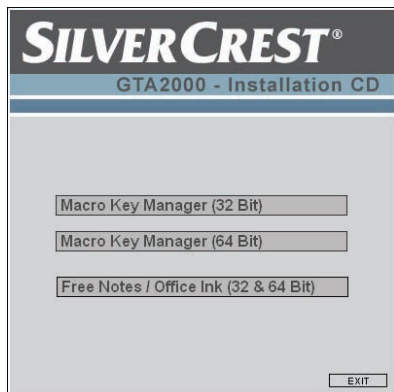 SILVERCREST®
GTA2000 - Installation CD
Macro Key Manager (32 Bit)
Macro Key Manager (64 Bit)
Free Notes / Office Ink (32 & 64 Bit)
EXIT